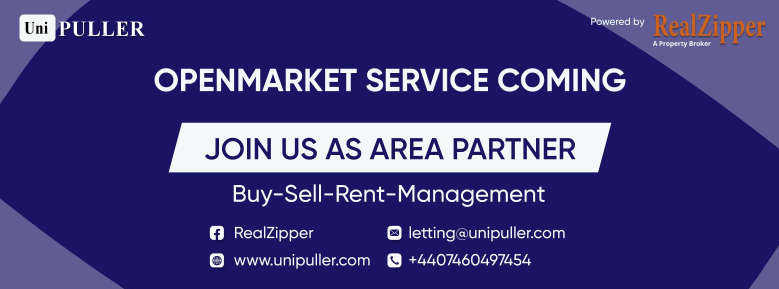 Uni PULLER
Powered by RealZipper
A Property Broker
OPENMARKET SERVICE COMING
JOIN US AS AREA PARTNER
Buy-Sell-Rent-Management
RealZipper
letting@unipuller.com
www.unipuller.com
+4407460497454